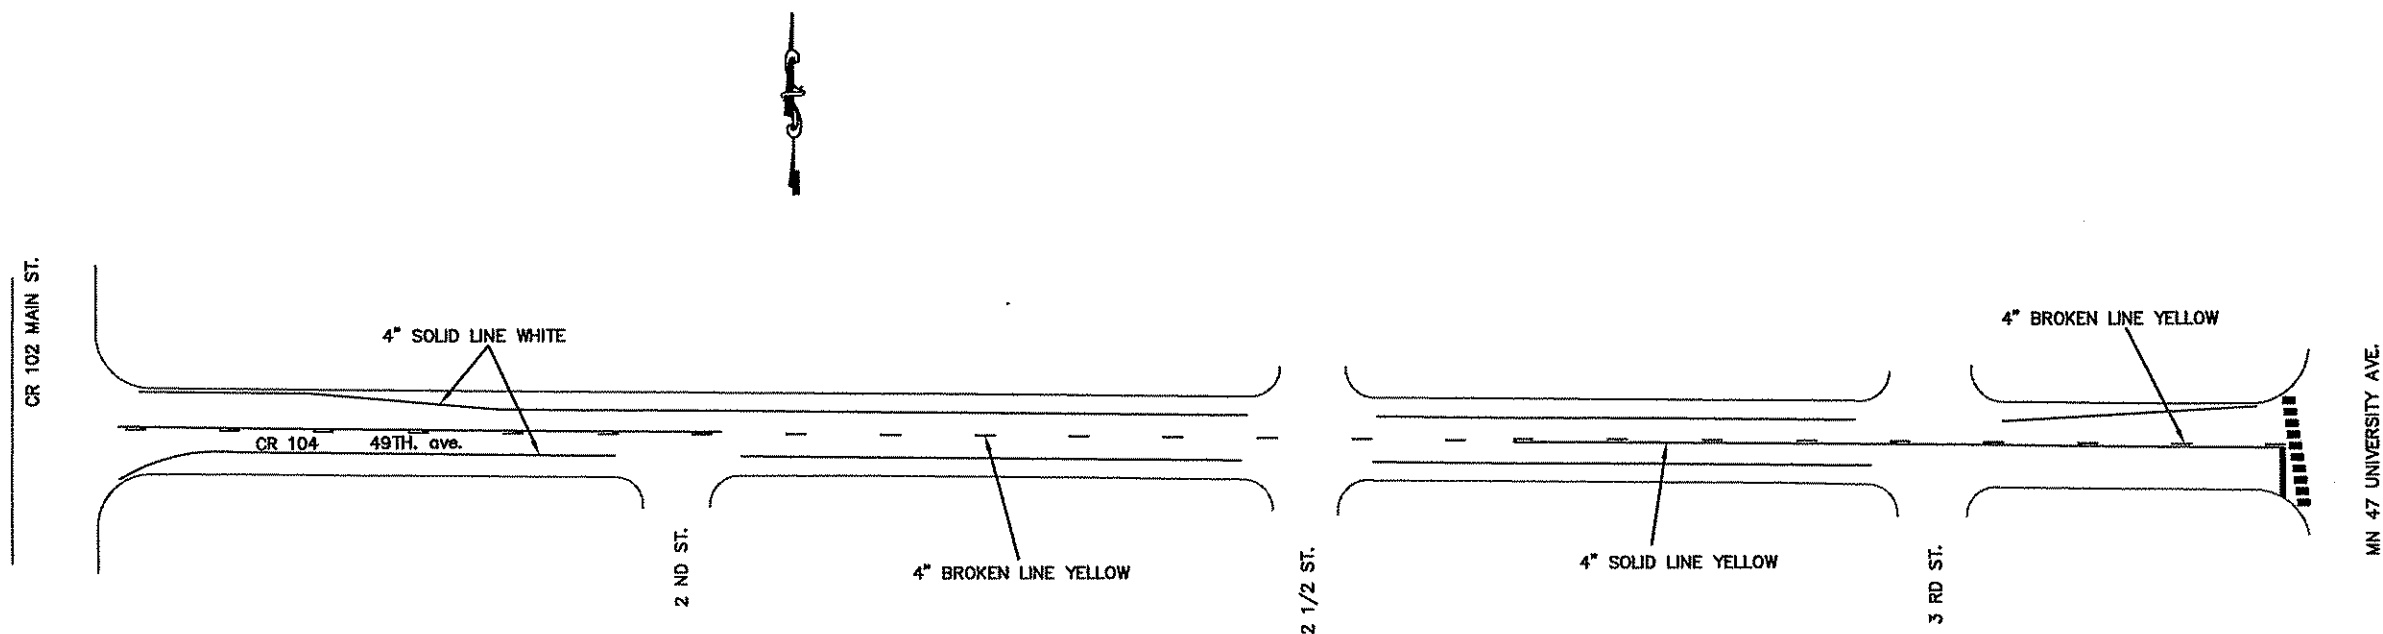 CR 102 MAIN ST.
4" SOLID LINE WHITE
4" BROKEN LINE YELLOW
CR 104 49TH. ave.
MN 47 UNIVERSITY AVE.
2 ND ST.
4" BROKEN LINE YELLOW
2 1/2 ST.
4" SOLID LINE YELLOW
3 RD ST.